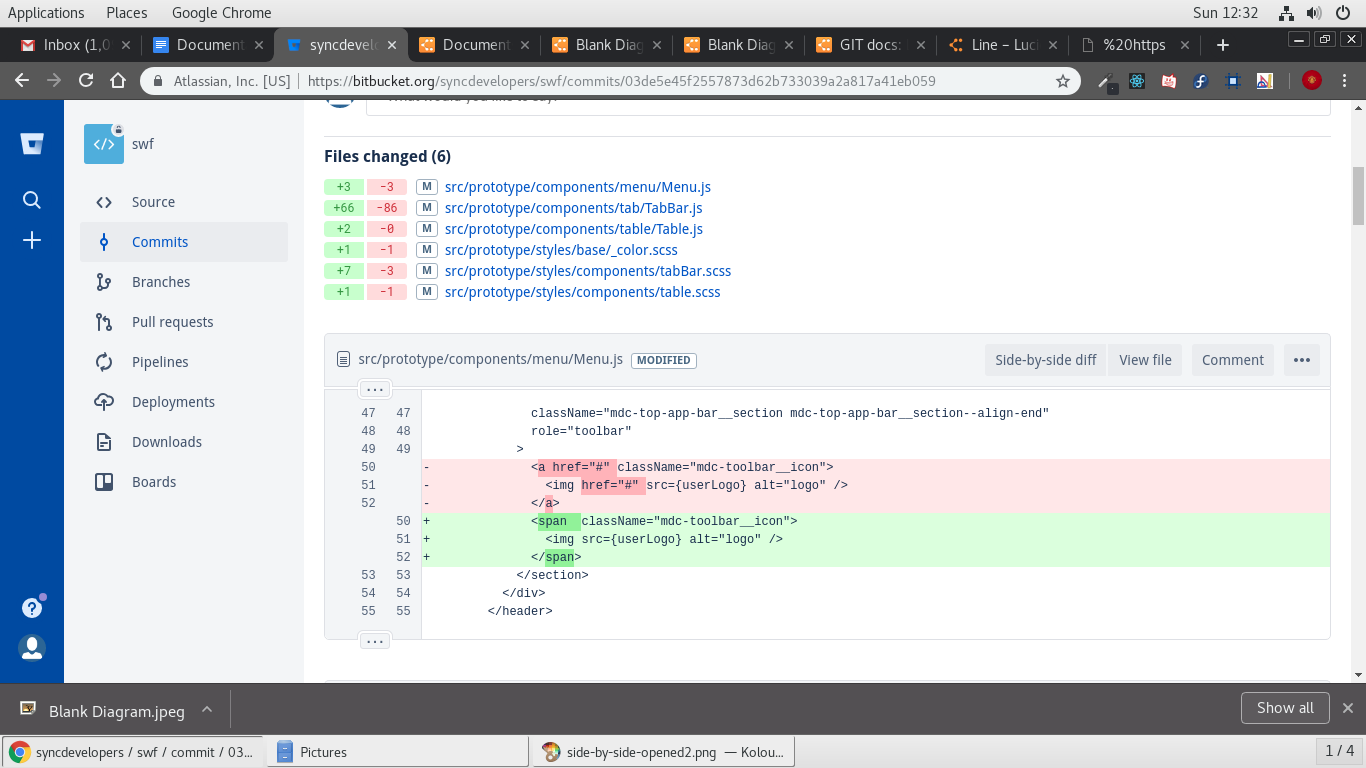 Applications Places Google Chrome Sun 12:32
Inbox (1,0 Document syncdevelo Document Blank Diag Blank Diag GIT docs: Line – Luci %20https
Atlassian, Inc. [US] | https://bitbucket.org/syncdevelopers/swf/commits/03de5e45f2557873d62b733039a2a817a41eb059
swf
Source
Commits
Branches
Pull requests
Pipelines
Deployments
Downloads
Boards
What would you like to say?
Files changed (6)
+3 -3 M src/prototype/components/menu/Menu.js
+66 -86 M src/prototype/components/tab/TabBar.js
+2 -0 M src/prototype/components/table/Table.js
+1 -1 M src/prototype/styles/base/_color.scss
+7 -3 M src/prototype/styles/components/tabBar.scss
+1 -1 M src/prototype/styles/components/table.scss
src/prototype/components/menu/Menu.js MODIFIED Side-by-side diff View file Comment •••
...
47 47 className="mdc-top-app-bar__section mdc-top-app-bar__section--align-end"
48 48 role="toolbar"
49 49 >
50 - <a href="#" className="mdc-toolbar__icon">
51 - <img href="#" src={userLogo} alt="logo" />
52 - </a>
50 + <span  className="mdc-toolbar__icon">
51 + <img src={userLogo} alt="logo" />
52 + </span>
53 53 </section>
54 54 </div>
55 55 </header>
...
Blank Diagram.jpeg Show all
syncdevelopers / swf / commit / 03... Pictures side-by-side-opened2.png — Kolou... 1 / 4